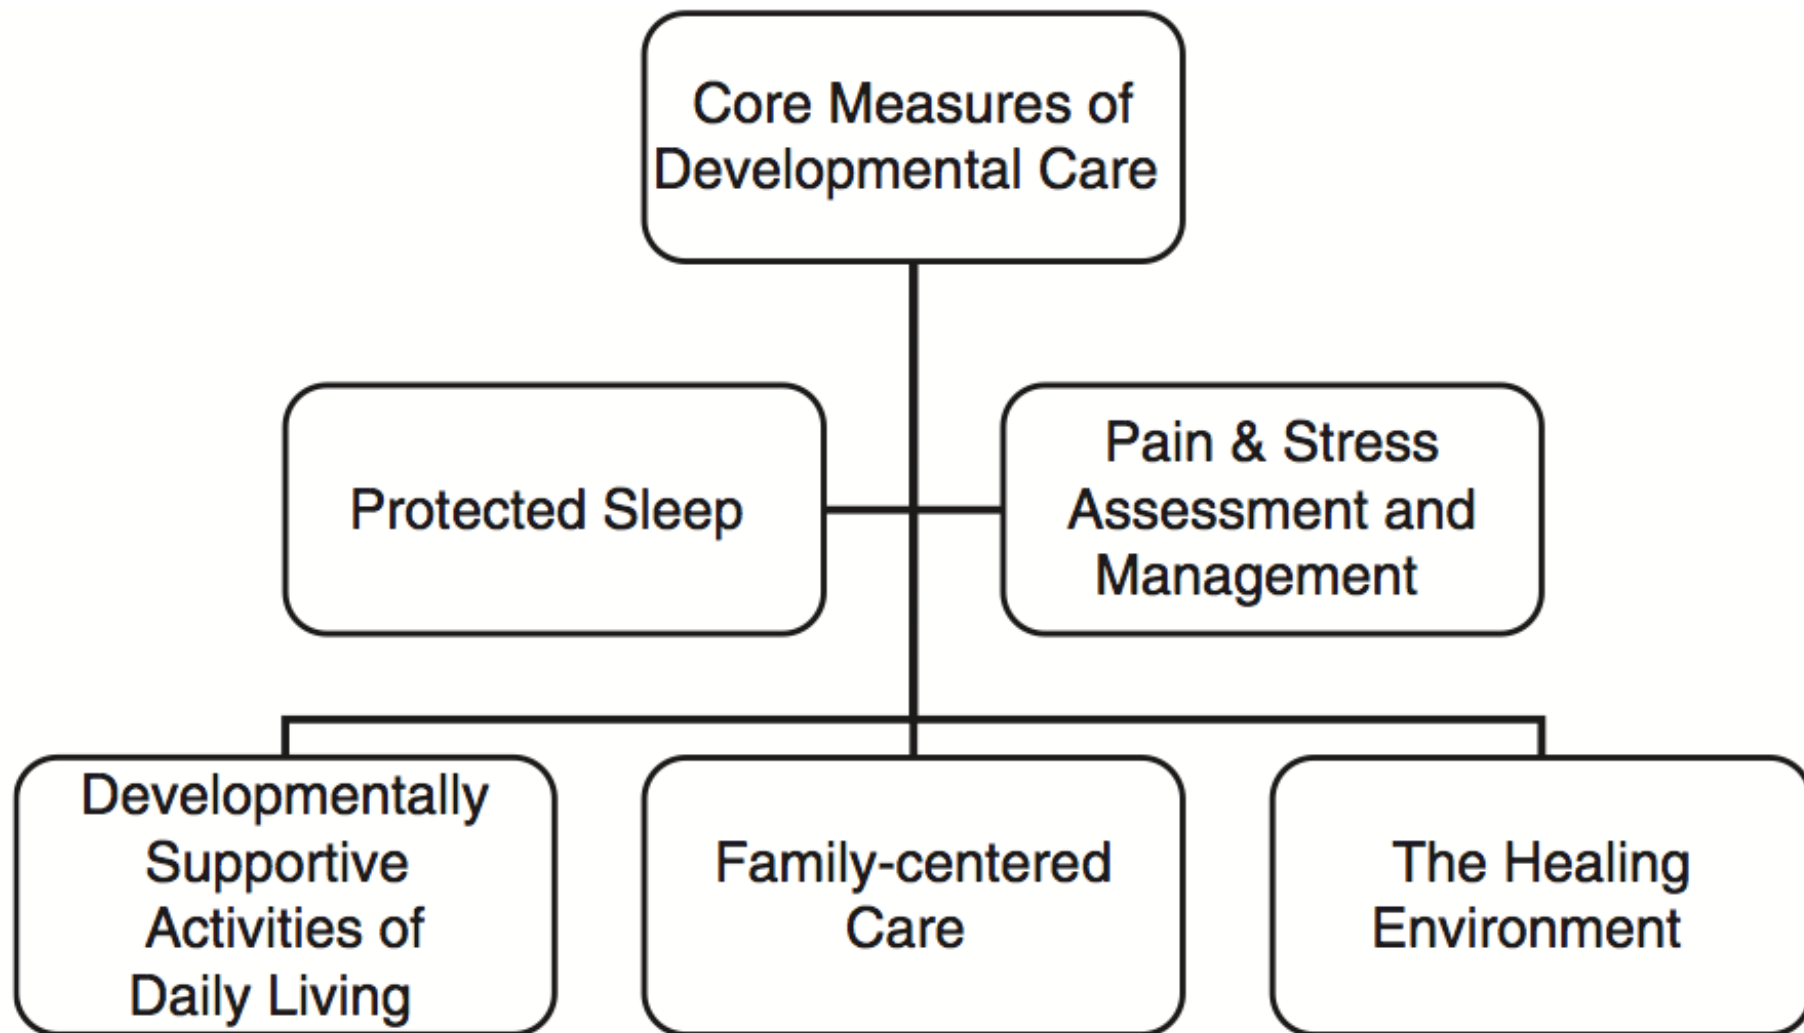 Core Measures of
Developmental Care
Protected Sleep
Pain & Stress
Assessment and
Management
Developmentally
Supportive
Activities of
Daily Living
Family-centered
Care
The Healing
Environment